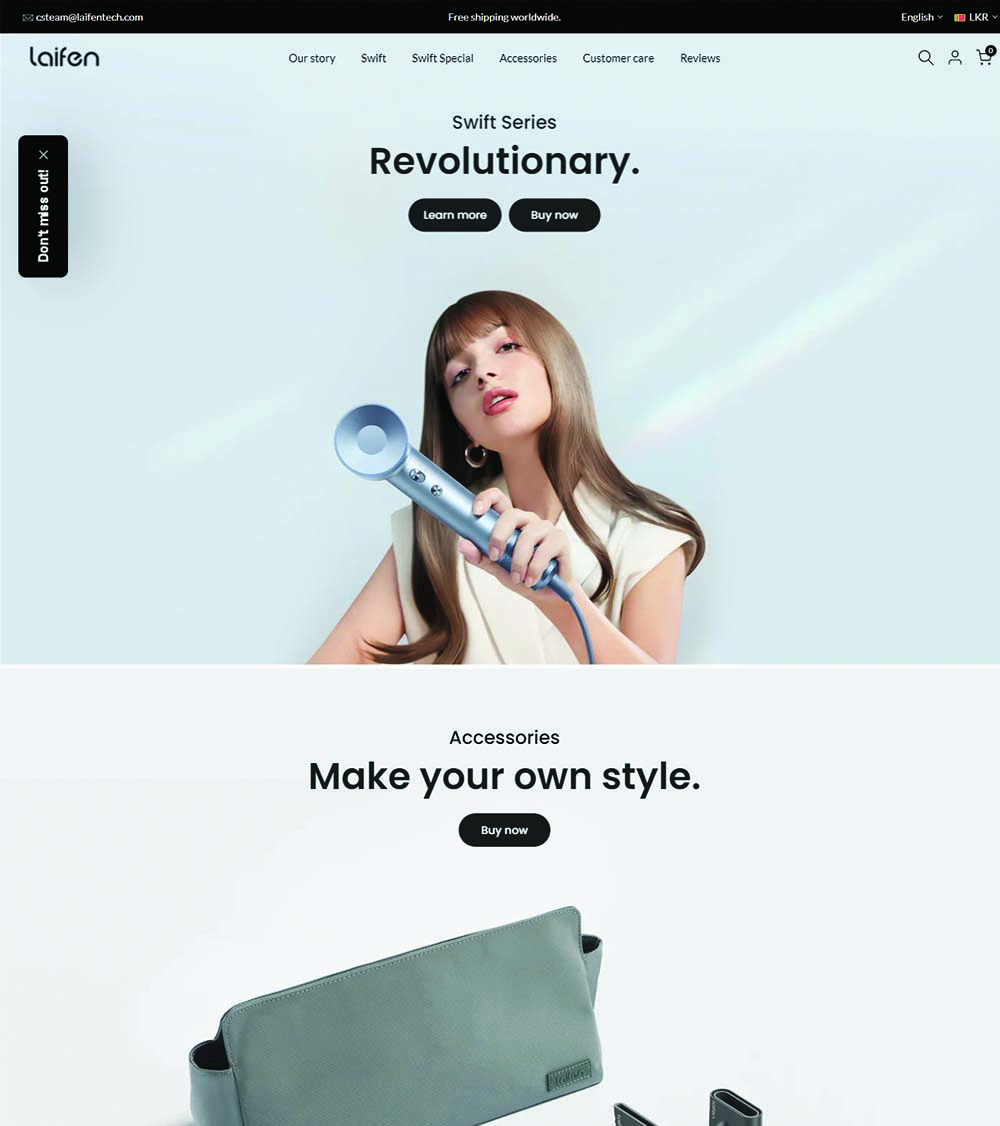 csteam@laifentech.com
Free shipping worldwide.
English
LKR
laifen
Our story
Swift
Swift Special
Accessories
Customer care
Reviews
0
Swift Series
Revolutionary.
Learn more
Buy now
Don't miss out!
Accessories
Make your own style.
Buy now
laifen